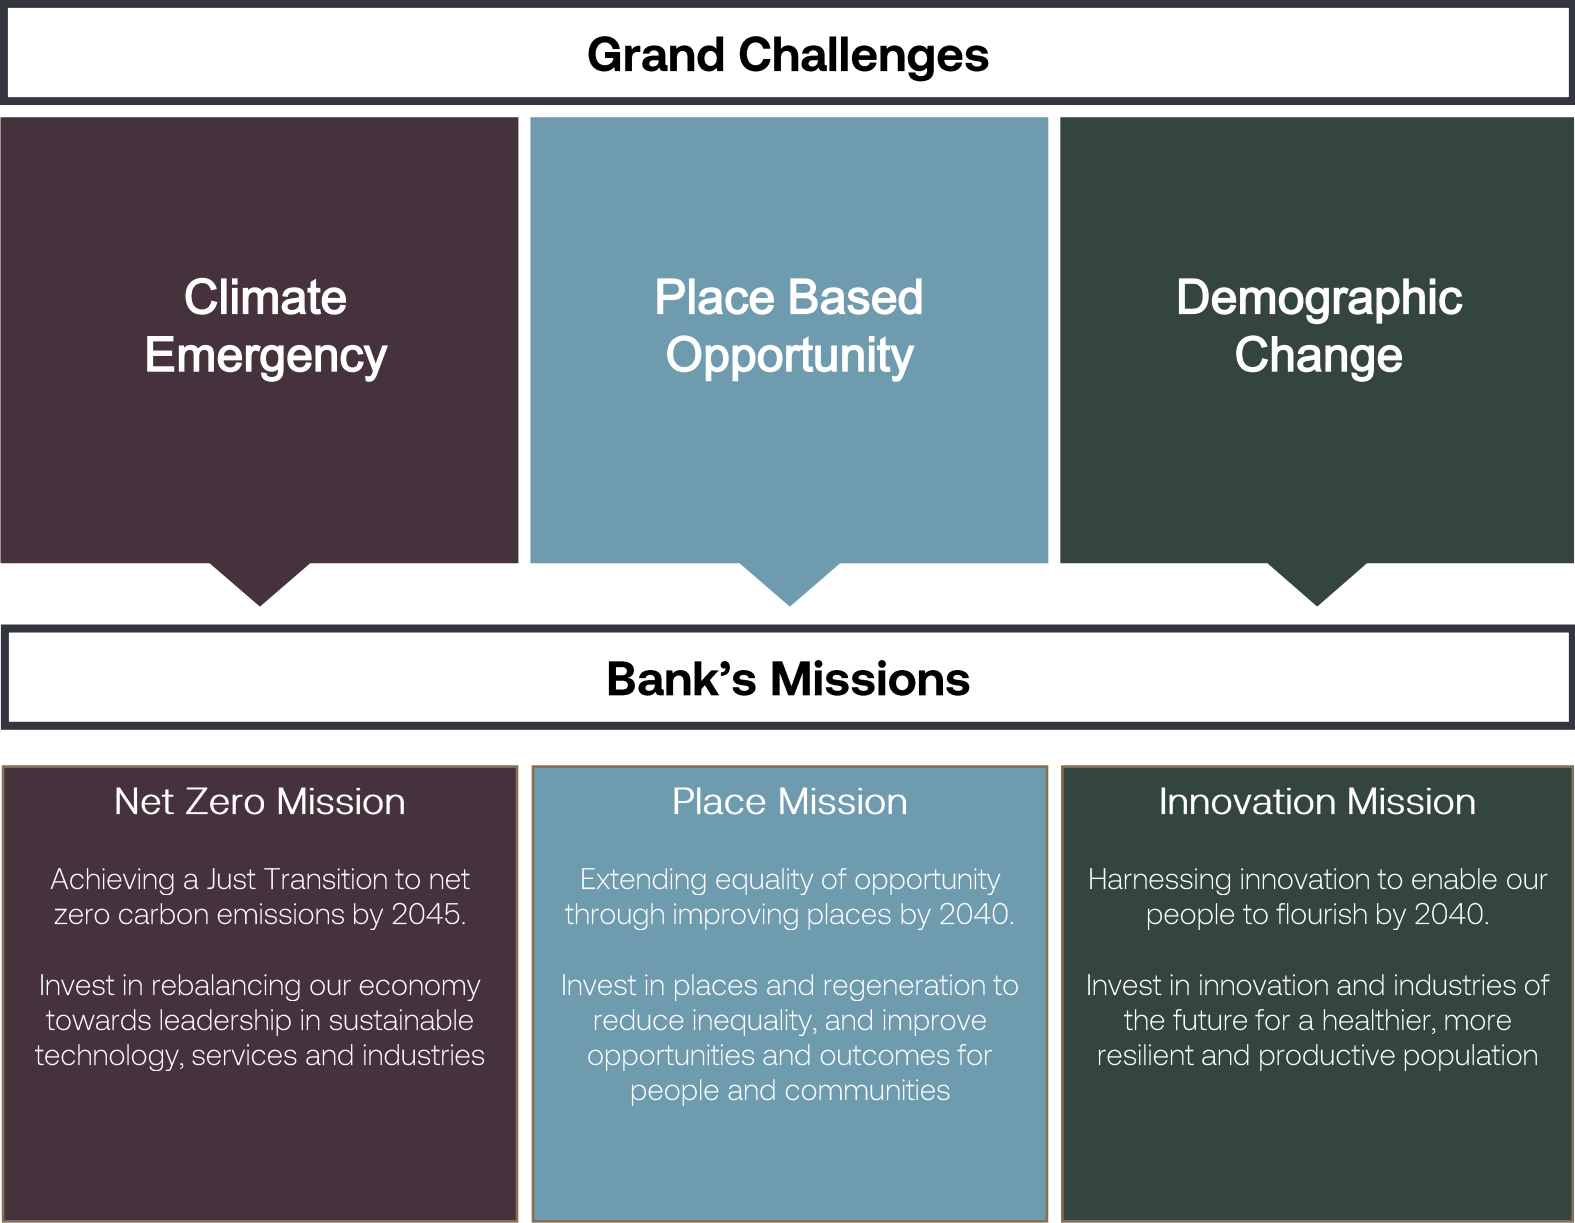 Grand Challenges
Climate
Emergency
Place Based
Opportunity
Demographic
Change
Bank’s Missions
Net Zero Mission
Achieving a Just Transition to net
zero carbon emissions by 2045.
Invest in rebalancing our economy
towards leadership in sustainable
technology, services and industries
Place Mission
Extending equality of opportunity
through improving places by 2040.
Invest in places and regeneration to
reduce inequality, and improve
opportunities and outcomes for
people and communities
Innovation Mission
Harnessing innovation to enable our
people to flourish by 2040.
Invest in innovation and industries of
the future for a healthier, more
resilient and productive population